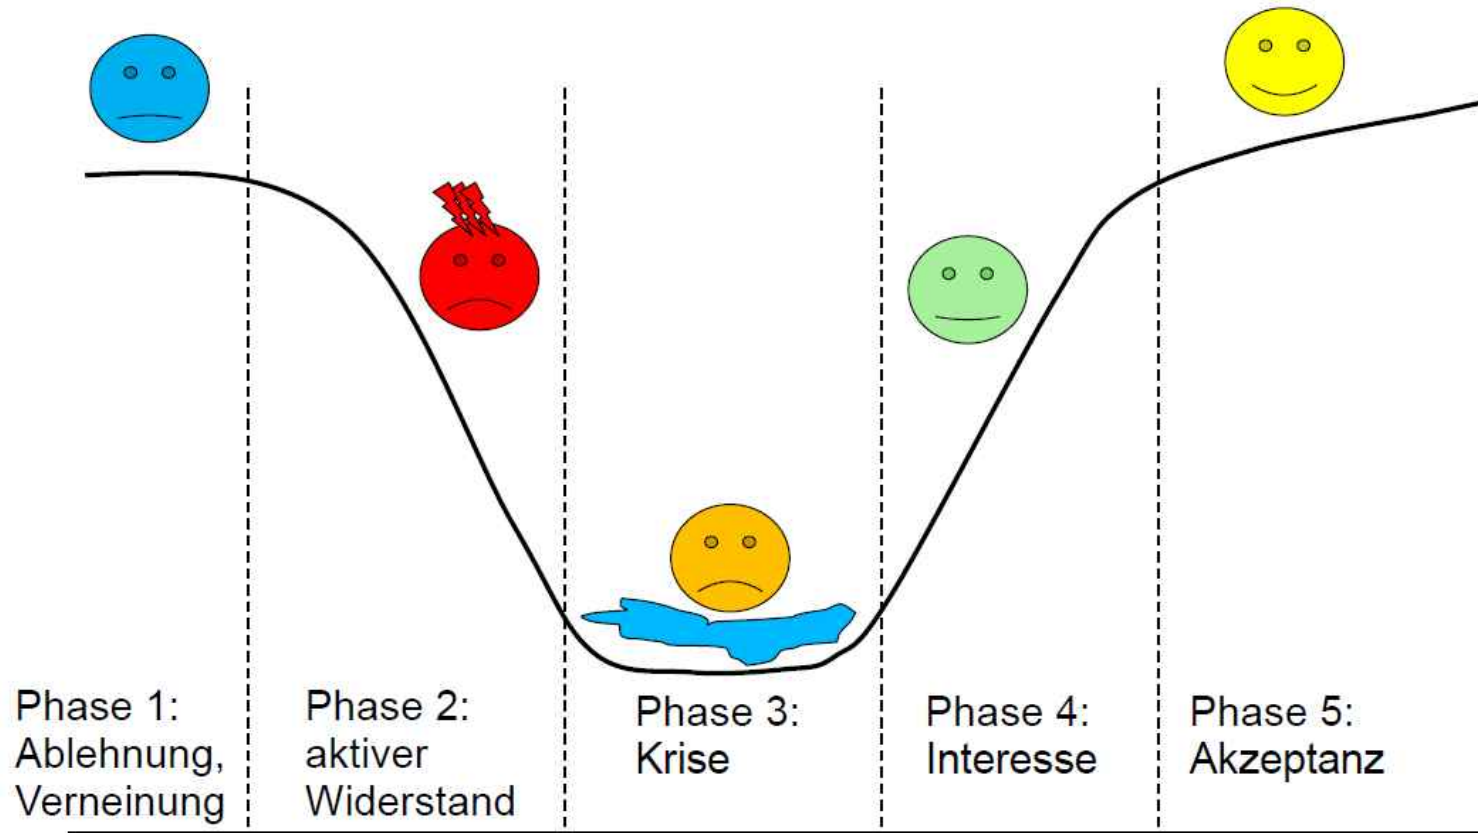 Phase 1:
Ablehnung,
Verneinung
Phase 2:
aktiver
Widerstand
Phase 3:
Krise
Phase 4:
Interesse
Phase 5:
Akzeptanz